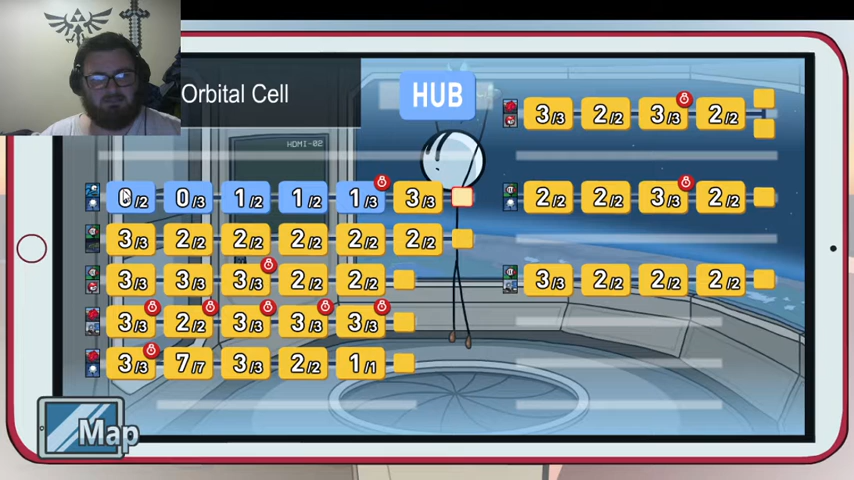 Orbital Cell
HUB
HDMI-02
3/3 2/2 3/3 2/2
0/2 0/3 1/2 1/2 1/3 3/3
2/2 2/2 3/3 2/2
3/3 2/2 2/2 2/2 2/2 2/2
3/3 3/3 3/3 2/2 2/2
3/3 2/2 2/2 2/2
3/3 2/2 3/3 3/3 3/3
3/3 7/7 3/3 2/2 1/1
Map